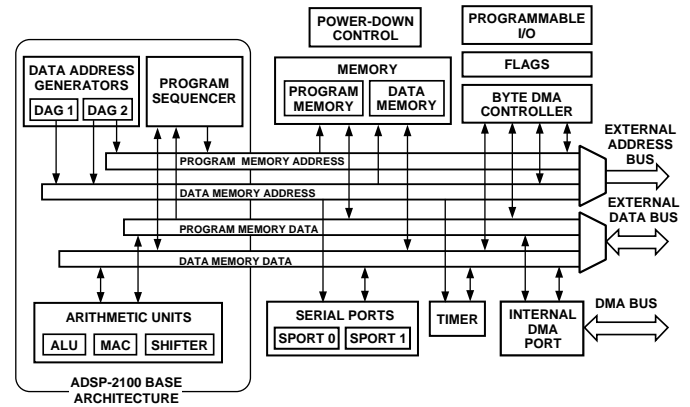 POWER-DOWN
CONTROL
PROGRAMMABLE
I/O
FLAGS
DATA ADDRESS
GENERATORS
DAG 1
DAG 2
PROGRAM
SEQUENCER
MEMORY
PROGRAM
MEMORY
DATA
MEMORY
BYTE DMA
CONTROLLER
EXTERNAL
ADDRESS
BUS
PROGRAM MEMORY ADDRESS
DATA MEMORY ADDRESS
EXTERNAL
DATA BUS
PROGRAM MEMORY DATA
DATA MEMORY DATA
ARITHMETIC UNITS
ALU
MAC
SHIFTER
SERIAL PORTS
SPORT 0
SPORT 1
TIMER
INTERNAL
DMA
PORT
DMA BUS
ADSP-2100 BASE
ARCHITECTURE